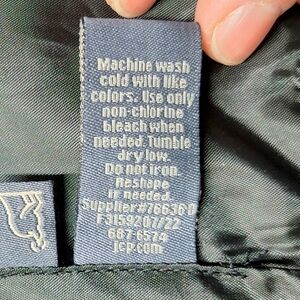 Machine wash
cold with like
colors. Use only
non-chlorine
bleach when
needed. Tumble
dry low.
Do not iron.
Reshape
if needed.
Supplier#76636-0
F3159207/22
687-6574
jcp.com